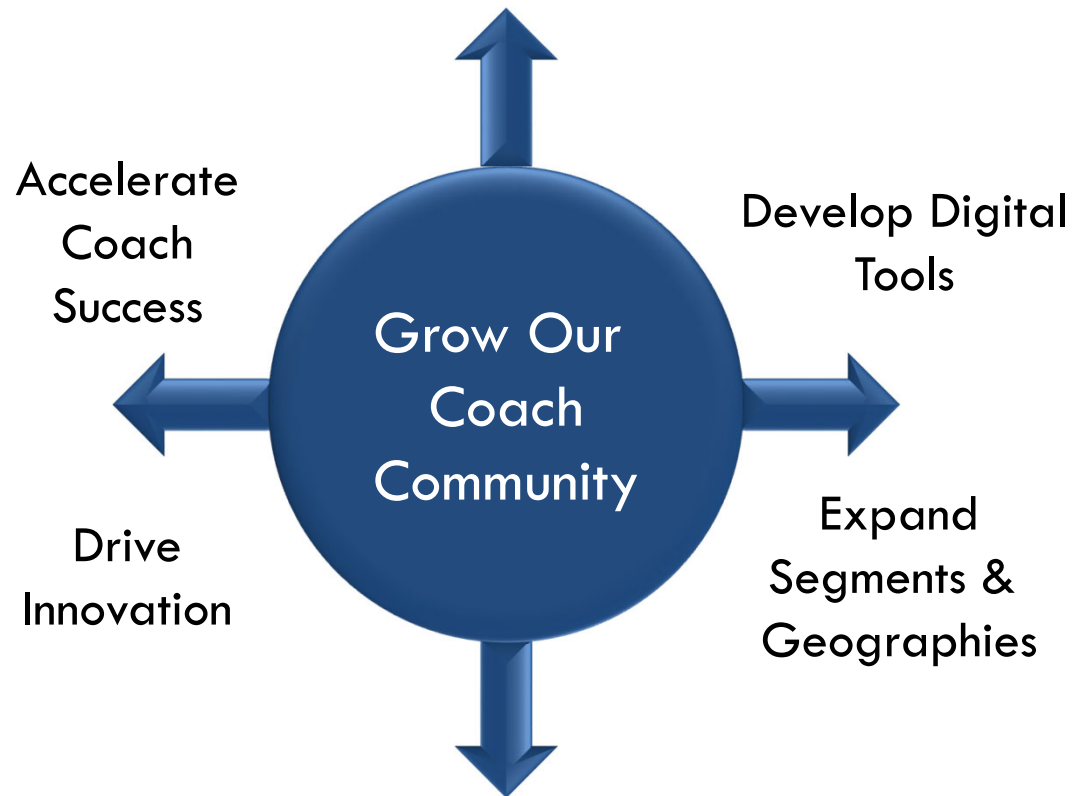 Accelerate
Coach
Success
Develop Digital
Tools
Grow Our
Coach
Community
Drive
Innovation
Expand
Segments &
Geographies